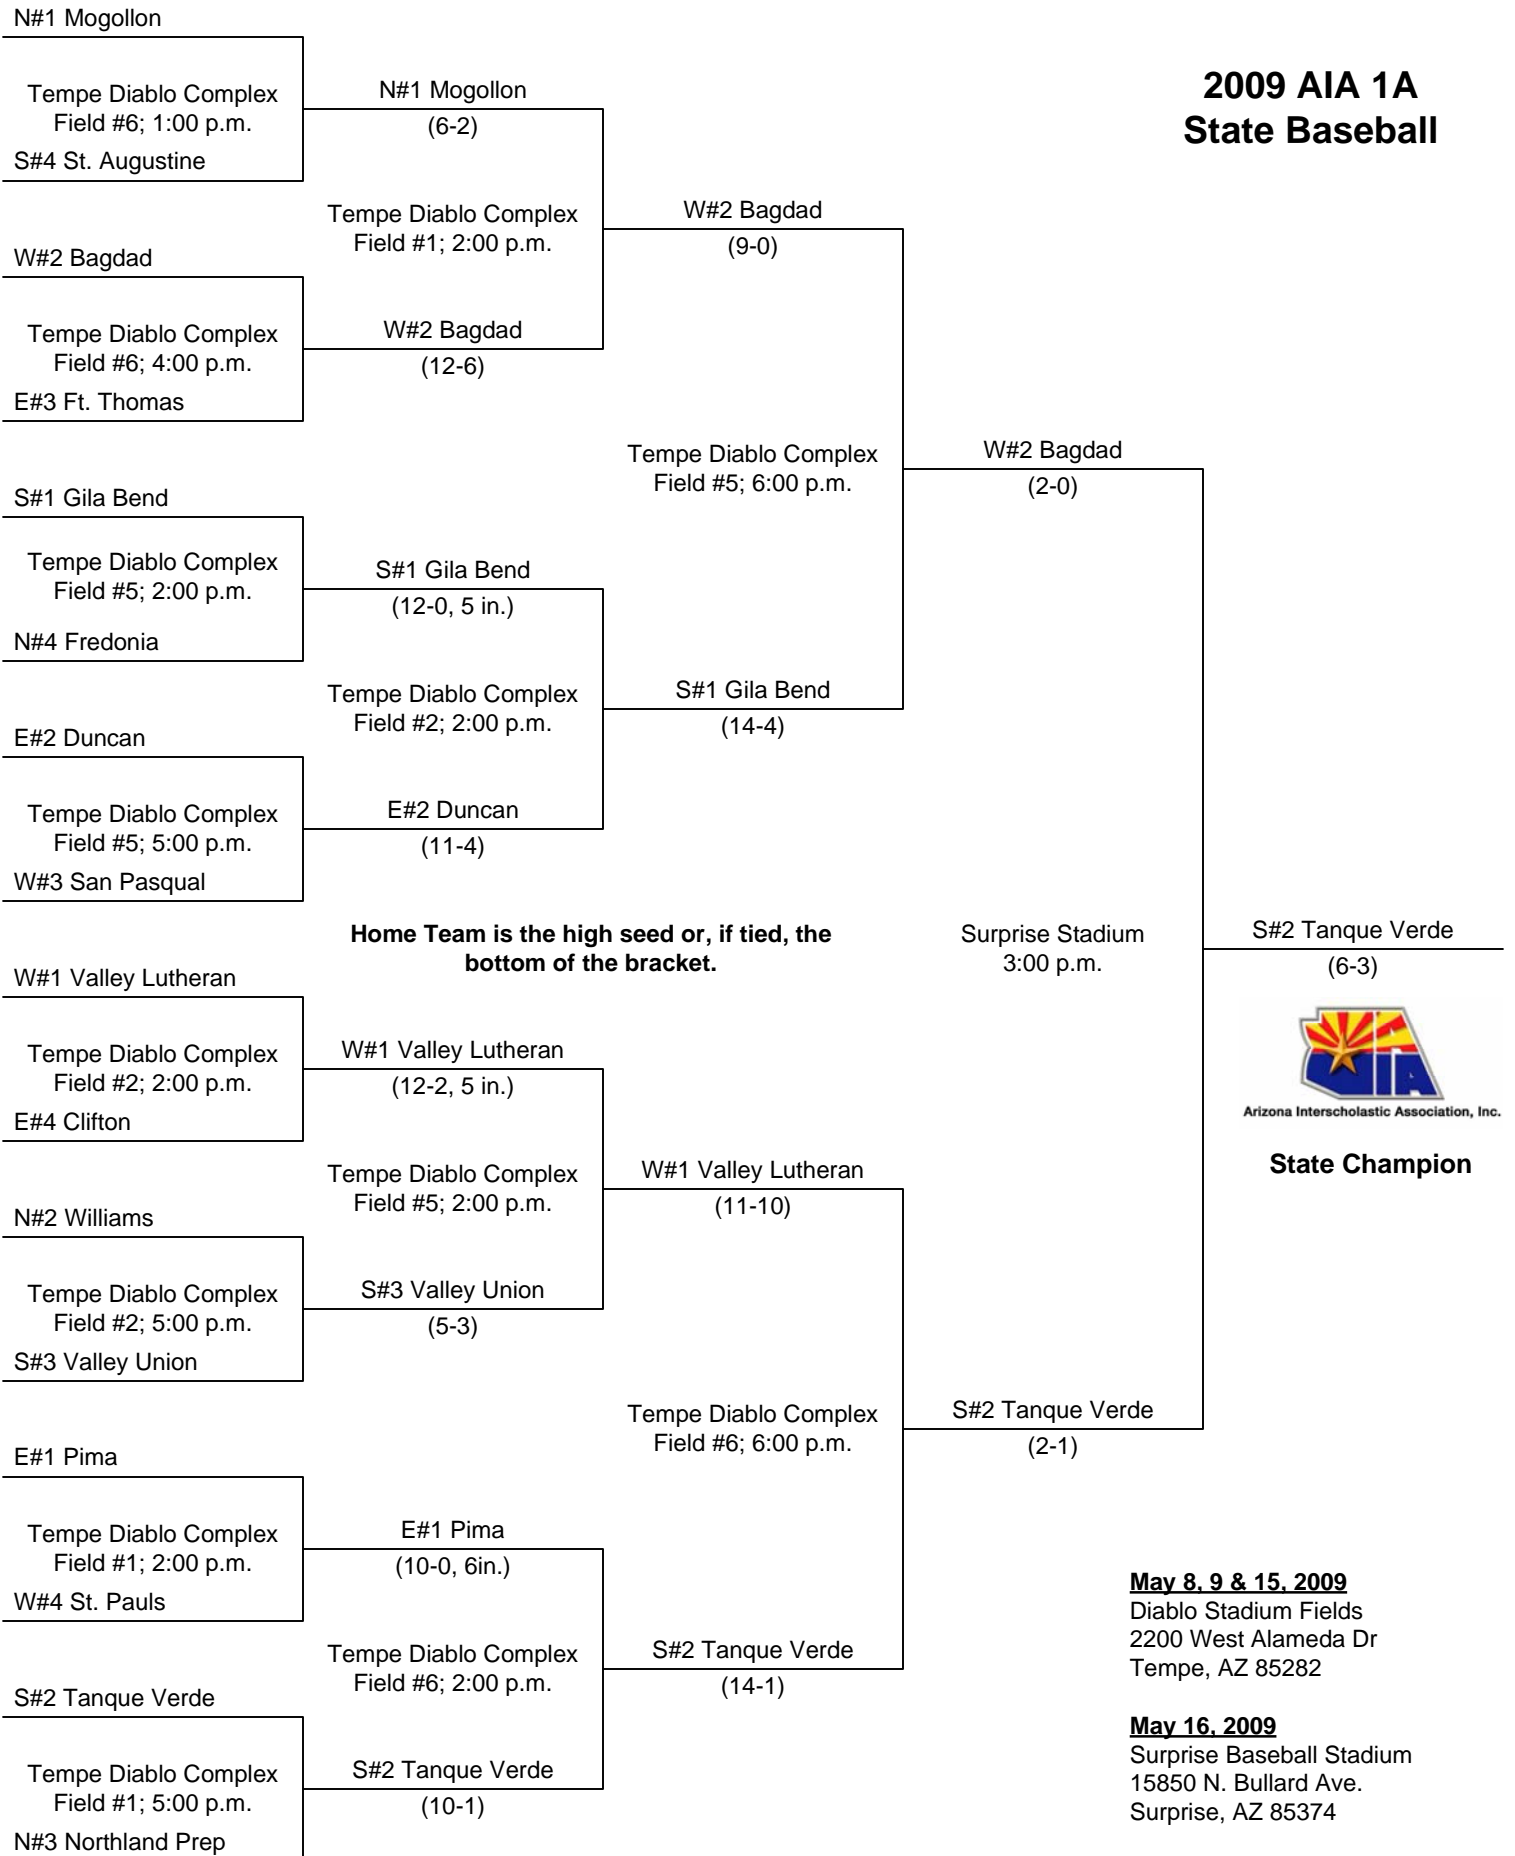 N#1 Mogollon
Tempe Diablo Complex
Field #6; 1:00 p.m.
S#4 St. Augustine
W#2 Bagdad
Tempe Diablo Complex
Field #6; 4:00 p.m.
E#3 Ft. Thomas
S#1 Gila Bend
Tempe Diablo Complex
Field #5; 2:00 p.m.
N#4 Fredonia
E#2 Duncan
Tempe Diablo Complex
Field #5; 5:00 p.m.
W#3 San Pasqual
W#1 Valley Lutheran
Tempe Diablo Complex
Field #2; 2:00 p.m.
E#4 Clifton
N#2 Williams
Tempe Diablo Complex
Field #2; 5:00 p.m.
S#3 Valley Union
E#1 Pima
Tempe Diablo Complex
Field #1; 2:00 p.m.
W#4 St. Pauls
S#2 Tanque Verde
Tempe Diablo Complex
Field #1; 5:00 p.m.
N#3 Northland Prep
N#1 Mogollon
(6-2)
Tempe Diablo Complex
Field #1; 2:00 p.m.
W#2 Bagdad
(12-6)
S#1 Gila Bend
(12-0, 5 in.)
Tempe Diablo Complex
Field #2; 2:00 p.m.
E#2 Duncan
(11-4)
Home Team is the high seed or, if tied, the
bottom of the bracket.
W#1 Valley Lutheran
(12-2, 5 in.)
Tempe Diablo Complex
Field #5; 2:00 p.m.
S#3 Valley Union
(5-3)
E#1 Pima
(10-0, 6in.)
Tempe Diablo Complex
Field #6; 2:00 p.m.
S#2 Tanque Verde
(10-1)
W#2 Bagdad
(9-0)
Tempe Diablo Complex
Field #5; 6:00 p.m.
S#1 Gila Bend
(14-4)
W#1 Valley Lutheran
(11-10)
Tempe Diablo Complex
Field #6; 6:00 p.m.
S#2 Tanque Verde
(14-1)
W#2 Bagdad
(2-0)
Surprise Stadium
3:00 p.m.
S#2 Tanque Verde
(2-1)
2009 AIA 1A
State Baseball
S#2 Tanque Verde
(6-3)
AIA
Arizona Interscholastic Association, Inc.
State Champion
May 8, 9 & 15, 2009
Diablo Stadium Fields
2200 West Alameda Dr
Tempe, AZ 85282
May 16, 2009
Surprise Baseball Stadium
15850 N. Bullard Ave.
Surprise, AZ 85374